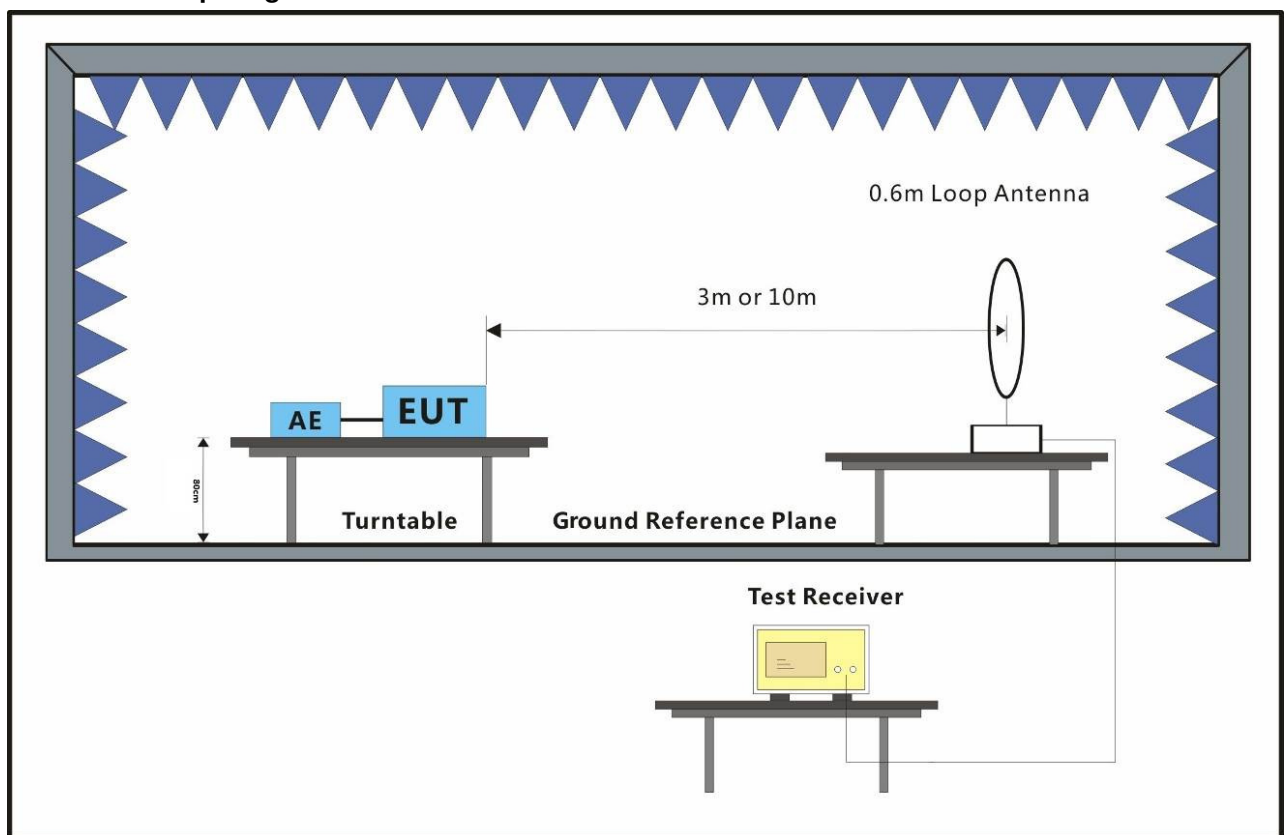 0.6m Loop Antenna
3m or 10m
AE
EUT
80cm
Turntable
Ground Reference Plane
Test Receiver